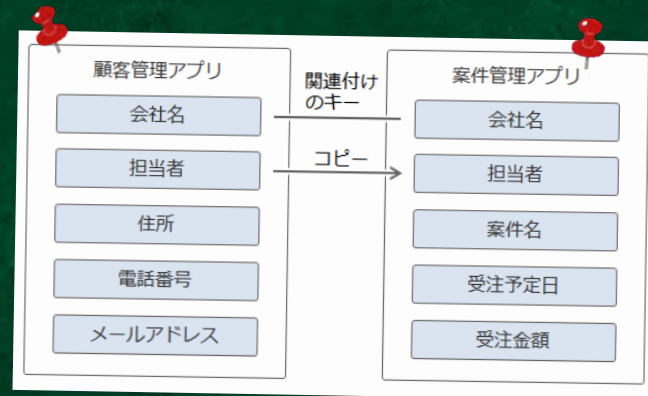 顧客管理アプリ
会社名
担当者
住所
電話番号
メールアドレス
関連付け
のキー
コピー
案件管理アプリ
会社名
担当者
案件名
受注予定日
受注金額